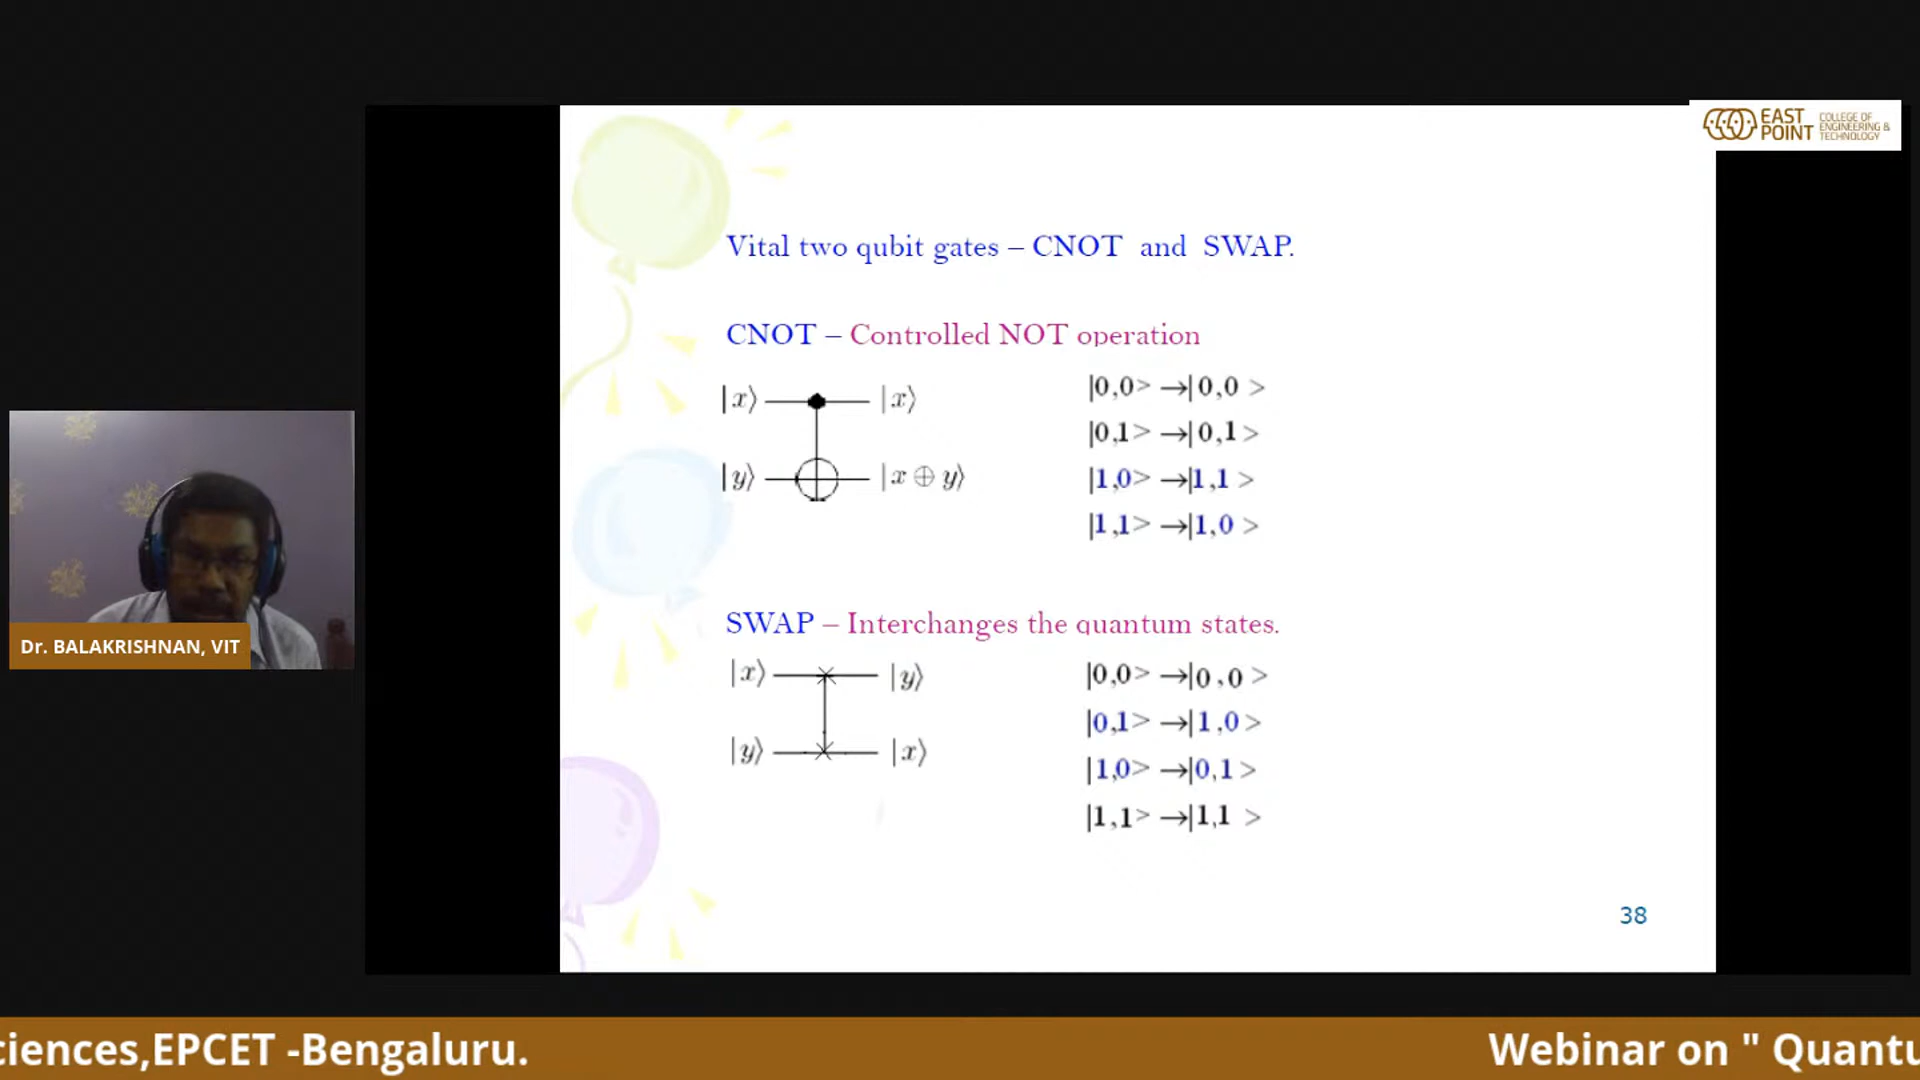 EAST POINT
COLLEGE OF ENGINEERING & TECHNOLOGY
Vital two qubit gates – CNOT and SWAP.
CNOT – Controlled NOT operation
|x⟩ |x⟩
|y⟩ |x ⊕ y⟩
|0,0> →|0,0 >
|0,1> →|0,1 >
|1,0> →|1,1 >
|1,1> →|1,0 >
SWAP – Interchanges the quantum states.
|x⟩ |y⟩
|y⟩ |x⟩
|0,0> →|0,0 >
|0,1> →|1,0 >
|1,0> →|0,1 >
|1,1> →|1,1 >
38
Dr. BALAKRISHNAN, VIT
ciences,EPCET -Bengaluru. Webinar on " Quantu